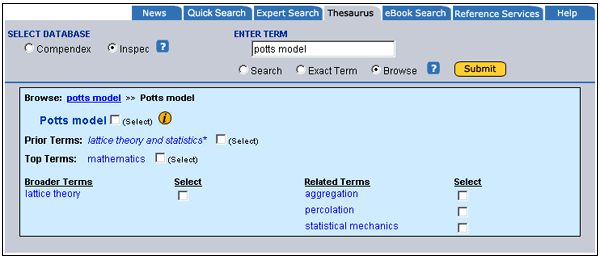 News Quick Search Expert Search Thesaurus eBook Search Reference Services Help
SELECT DATABASE
Compendex Inspec ?
ENTER TERM
potts model
Search Exact Term Browse ? Submit
Browse: potts model >> Potts model
Potts model (Select) i
Prior Terms: lattice theory and statistics* (Select)
Top Terms: mathematics (Select)
Broader Terms Select
lattice theory
Related Terms Select
aggregation
percolation
statistical mechanics